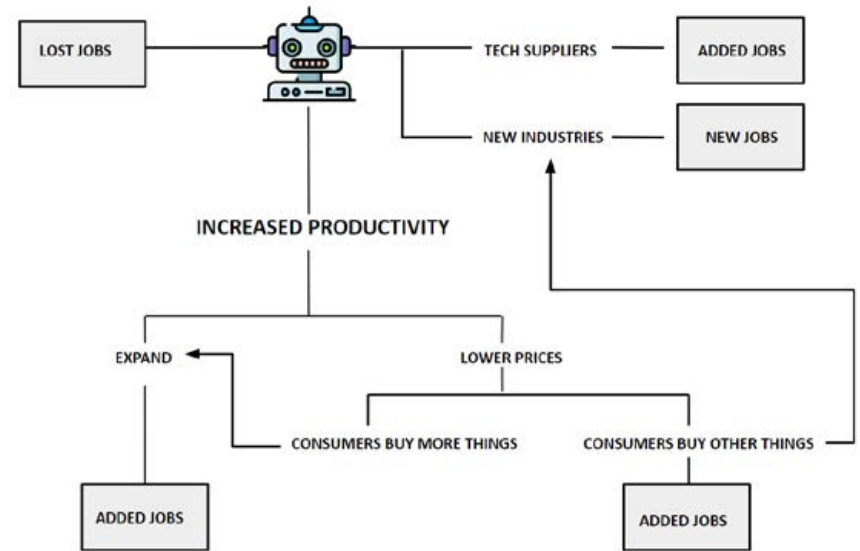 LOST JOBS
TECH SUPPLIERS
ADDED JOBS
NEW INDUSTRIES
NEW JOBS
INCREASED PRODUCTIVITY
EXPAND
LOWER PRICES
CONSUMERS BUY MORE THINGS
CONSUMERS BUY OTHER THINGS
ADDED JOBS
ADDED JOBS